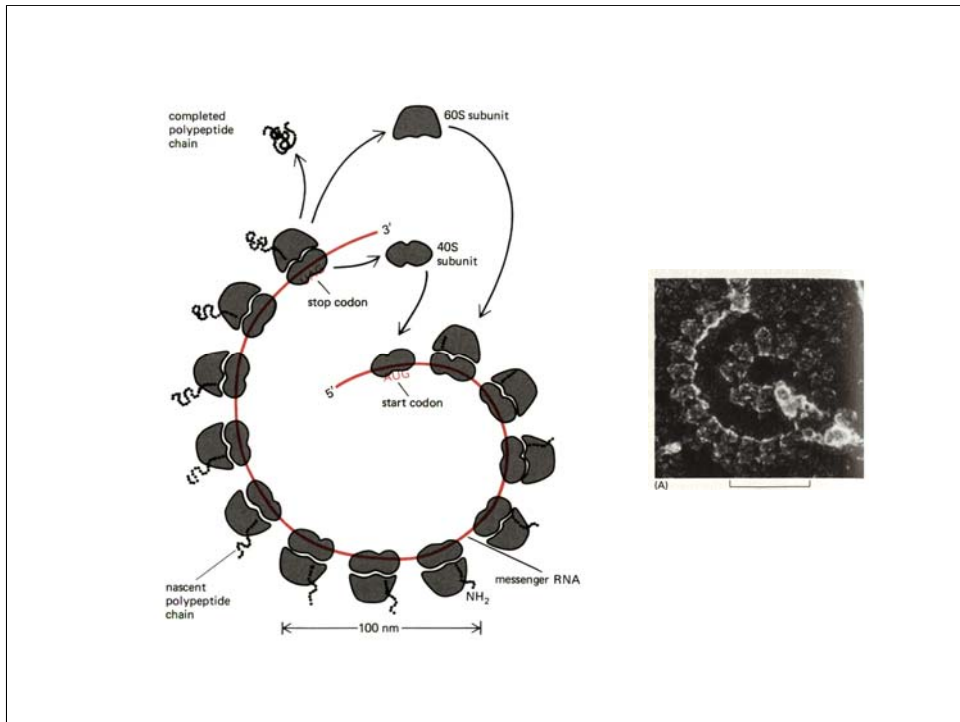 completed
polypeptide
chain
60S subunit
3'
40S
subunit
stop codon
AUG
5'
start codon
messenger RNA
NH₂
nascent
polypeptide
chain
100 nm
(A)